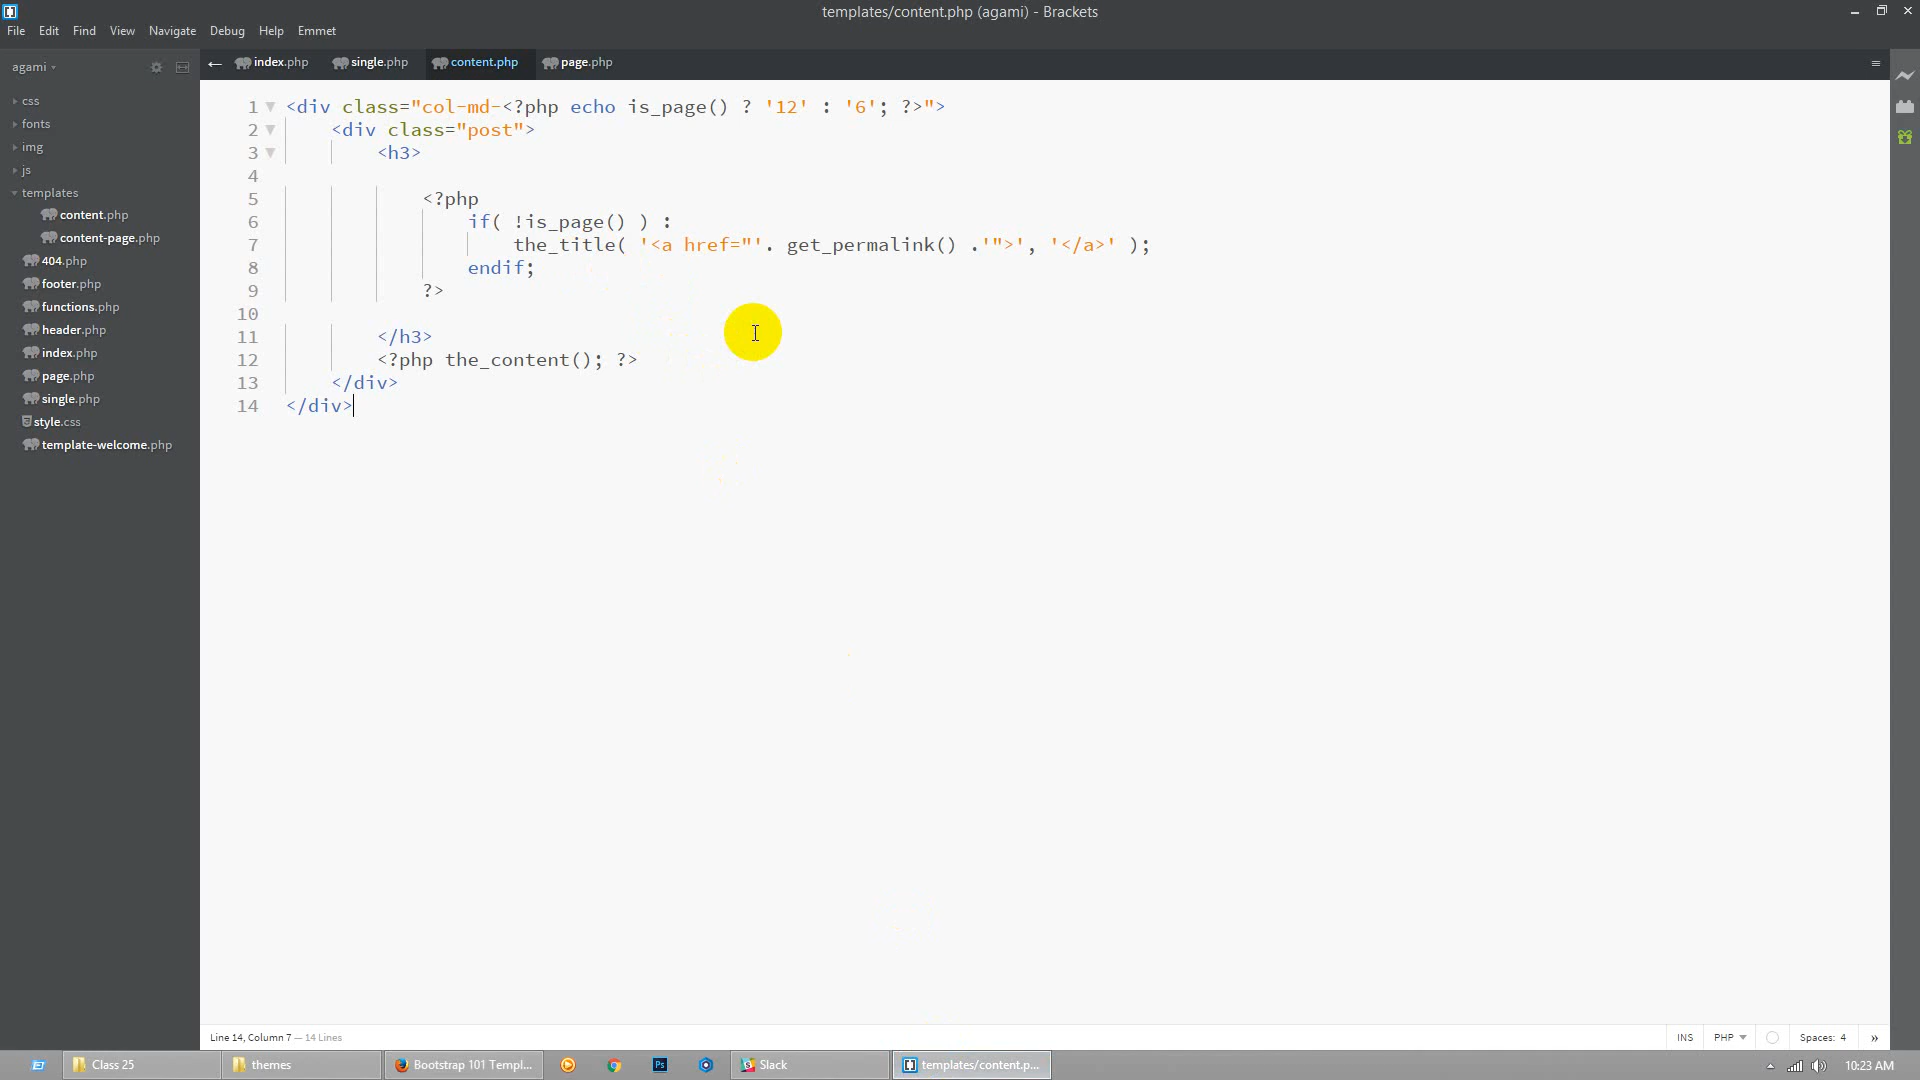 templates/content.php (agami) - Brackets
File Edit Find View Navigate Debug Help Emmet
agami
index.php single.php content.php page.php
css
fonts
img
js
templates
content.php
content-page.php
404.php
footer.php
functions.php
header.php
index.php
page.php
single.php
style.css
template-welcome.php
1 <div class="col-md-<?php echo is_page() ? '12' : '6'; ?>">
2 <div class="post">
3 <h3>
4
5 <?php
6 if( !is_page() ) :
7 the_title( '<a href="'. get_permalink() .'">', '</a>' );
8 endif;
9 ?>
10
11 </h3>
12 <?php the_content(); ?>
13 </div>
14 </div>
Line 14, Column 7 — 14 Lines
INS PHP Spaces: 4 »
Class 25 themes Bootstrap 101 Templ... Ps Slack templates/content.p... 10:23 AM